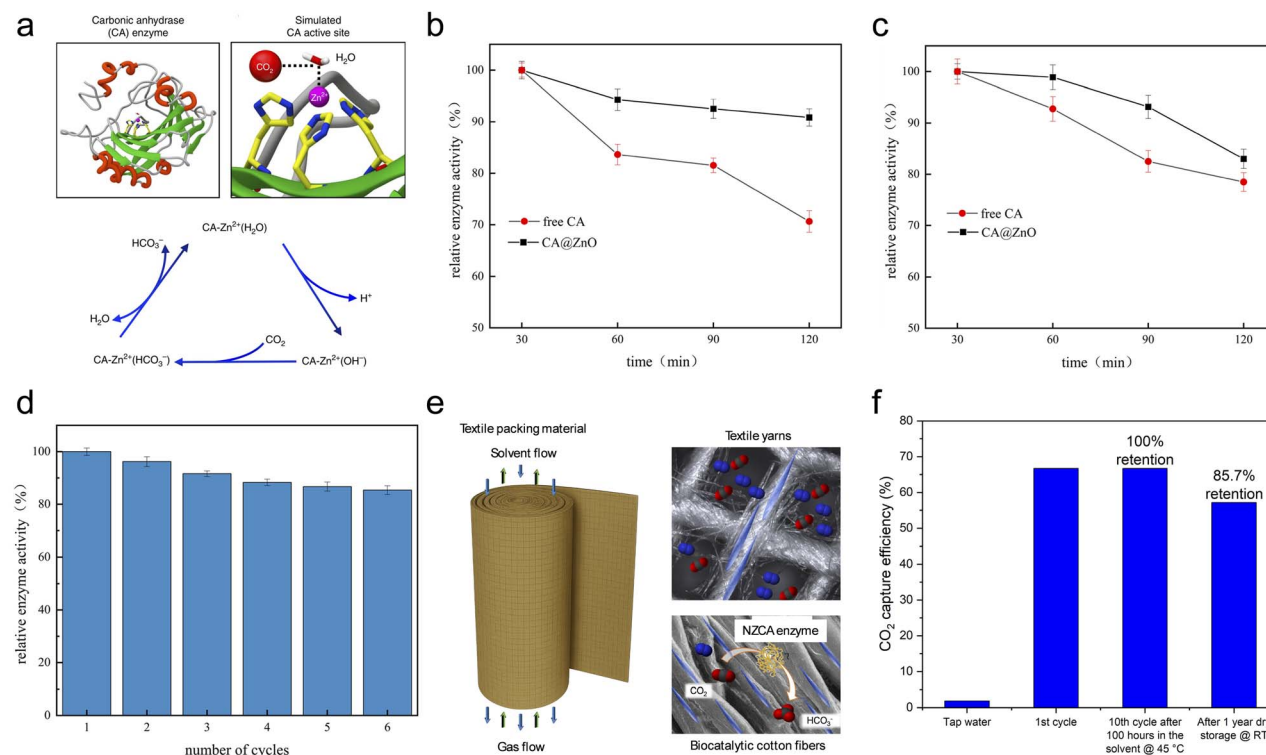 a
Carbonic anhydrase
(CA) enzyme
Simulated
CA active site
CO2
H2O
Zn2+
CA-Zn2+(H2O)
HCO3−
H+
H2O
CO2
CA-Zn2+(HCO3−)
CA-Zn2+(OH−)
b
relative enzyme activity（%）
100
90
80
70
60
50
free CA
CA@ZnO
30
60
90
120
time（min）
c
relative enzyme activity（%）
100
90
80
70
60
50
free CA
CA@ZnO
30
60
90
120
time（min）
d
relative enzyme activity（%）
100
80
60
40
20
0
1
2
3
4
5
6
number of cycles
e
Textile packing material
Solvent flow
Gas flow
Textile yarns
NZCA enzyme
CO2
HCO3−
Biocatalytic cotton fibers
f
CO2 capture efficiency (%)
80
70
60
50
40
30
20
10
0
100%
retention
85.7%
retention
Tap water
1st cycle
10th cycle after
100 hours in the
solvent @ 45 °C
After 1 year dry
storage @ RT